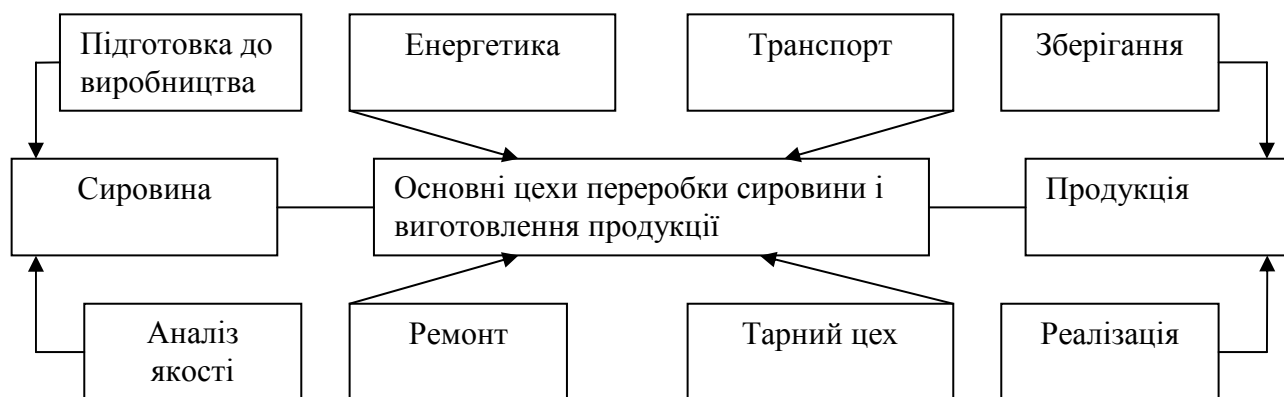 Підготовка до
виробництва
Енергетика
Транспорт
Зберігання
Сировина
Основні цехи переробки сировини і
виготовлення продукції
Продукція
Аналіз
якості
Ремонт
Тарний цех
Реалізація